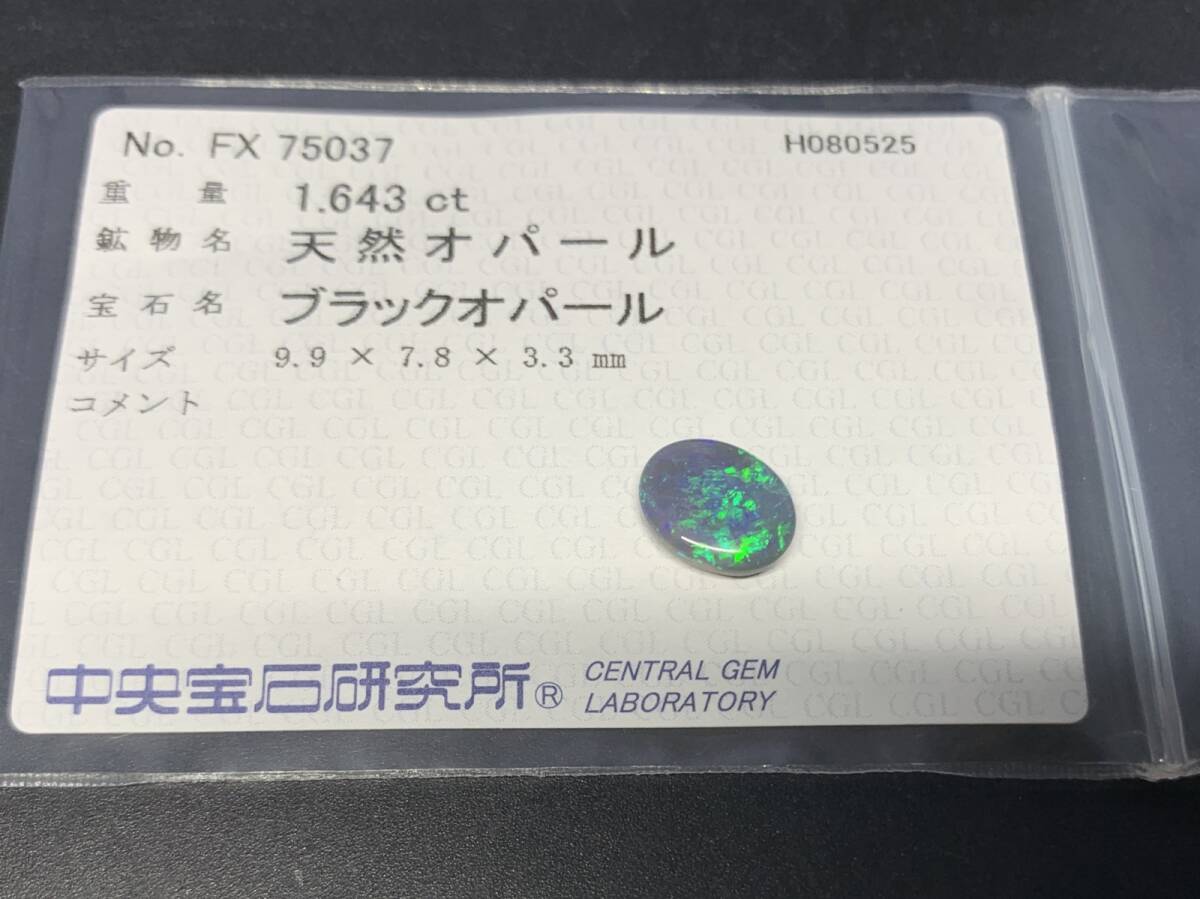 No. FX 75037 H080525
重量 1.643 ct
鉱物名 天然オパール
宝石名 ブラックオパール
サイズ 9.9 × 7.8 × 3.3 mm
コメント
中央宝石研究所® CENTRAL GEM
LABORATORY